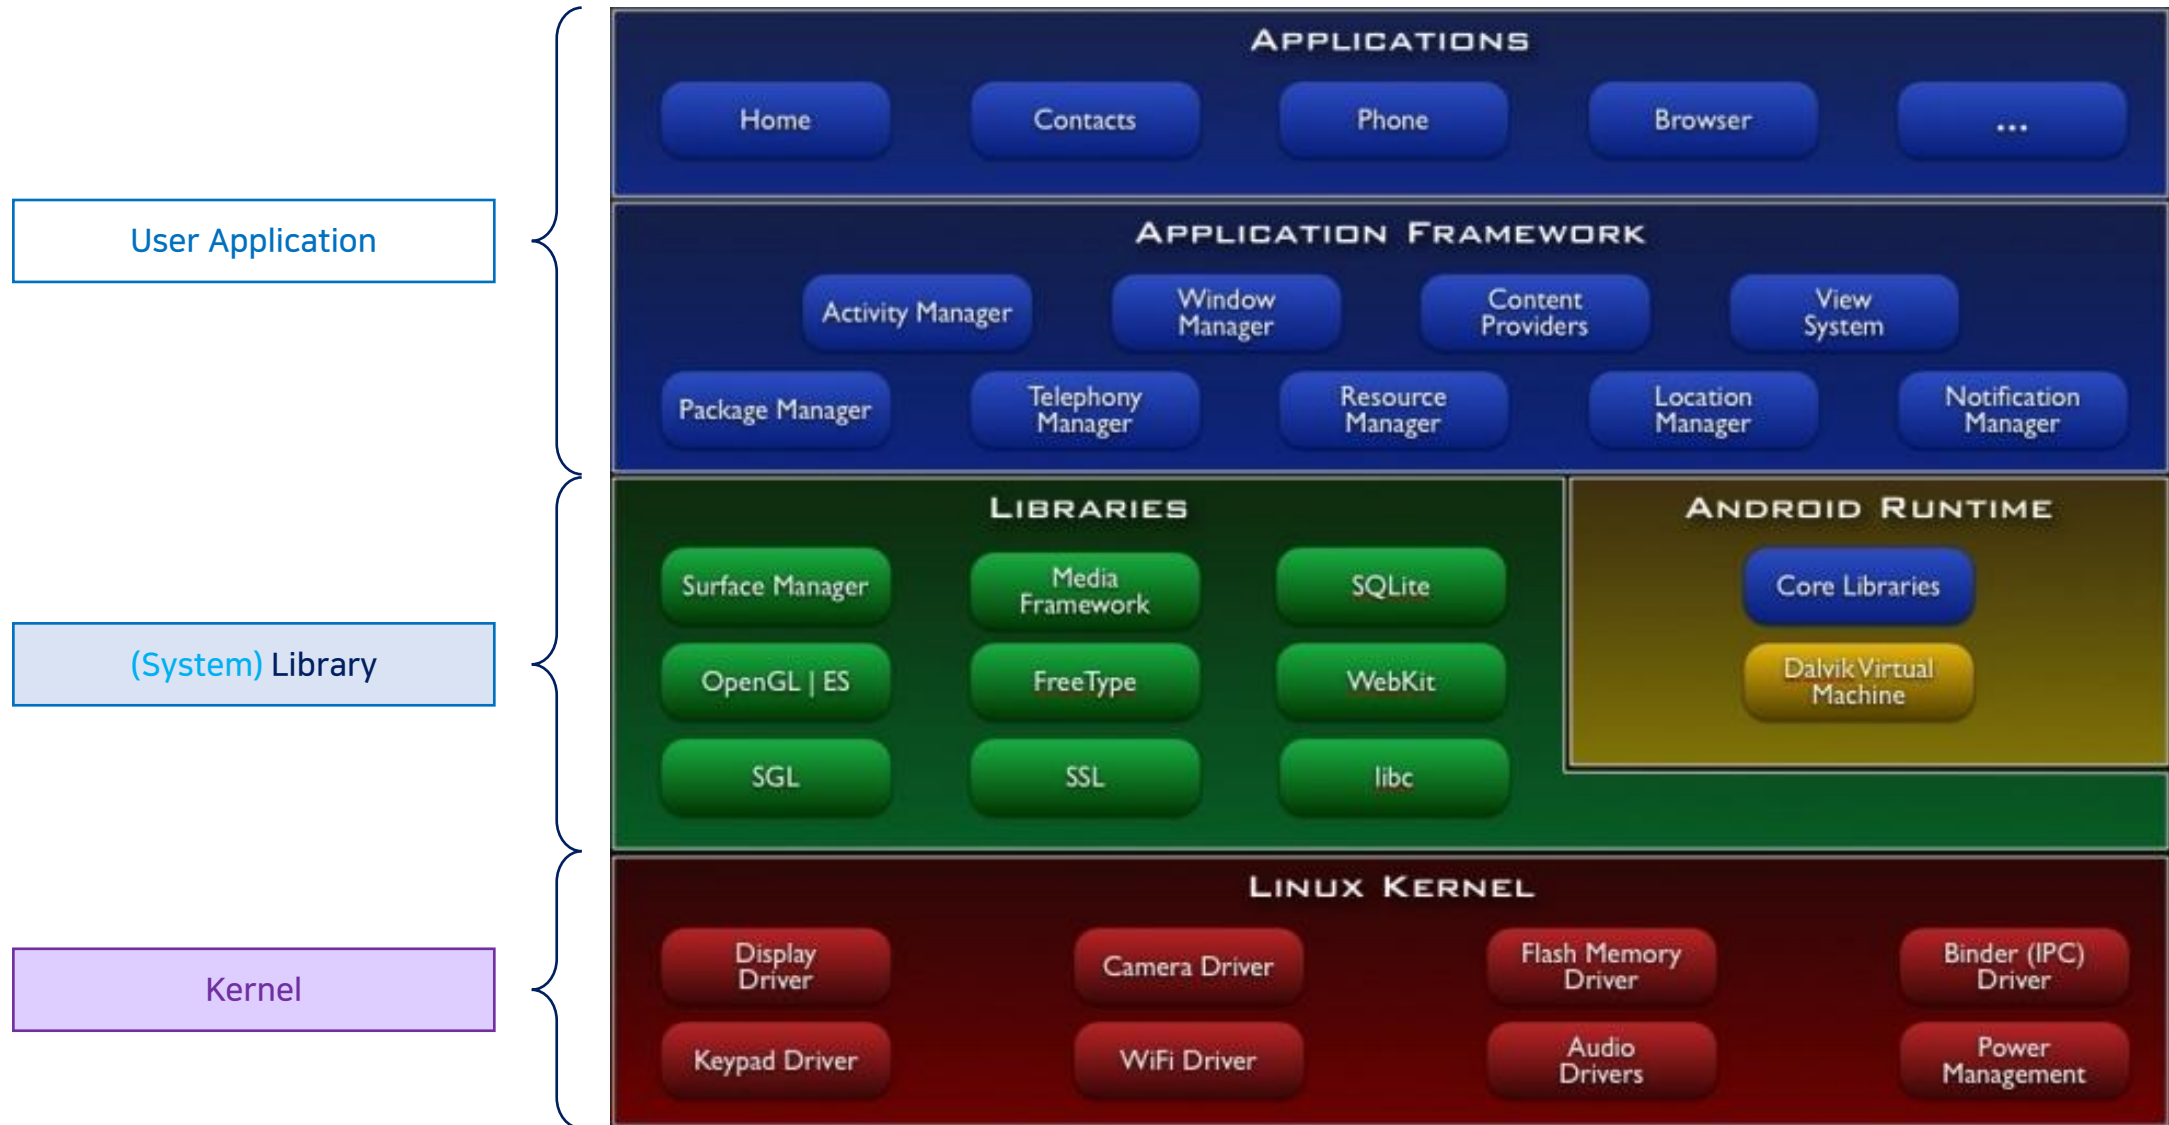 APPLICATIONS
Home
Contacts
Phone
Browser
...
User Application
APPLICATION FRAMEWORK
Activity Manager
Window
Manager
Content
Providers
View
System
Package Manager
Telephony
Manager
Resource
Manager
Location
Manager
Notification
Manager
LIBRARIES
ANDROID RUNTIME
Surface Manager
Media
Framework
SQLite
Core Libraries
(System) Library
OpenGL | ES
FreeType
WebKit
Dalvik Virtual
Machine
SGL
SSL
libc
LINUX KERNEL
Kernel
Display
Driver
Camera Driver
Flash Memory
Driver
Binder (IPC)
Driver
Keypad Driver
WiFi Driver
Audio
Drivers
Power
Management